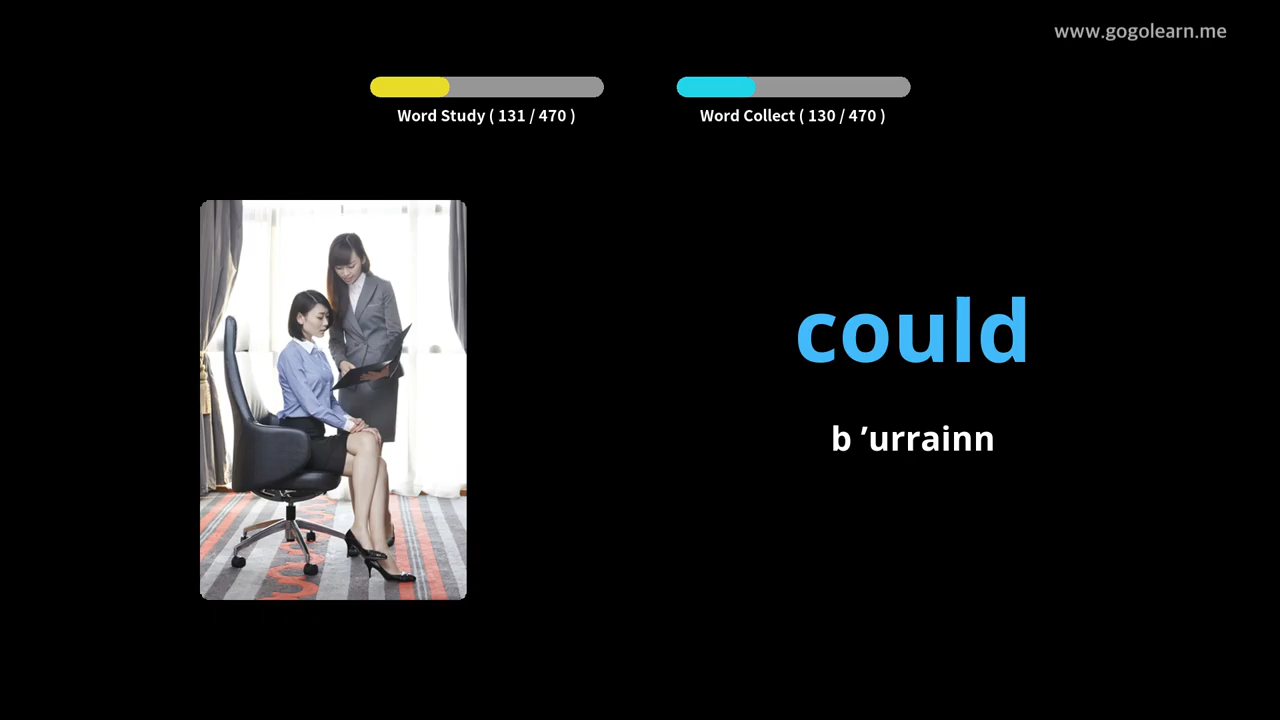 www.gogolearn.me
Word Study ( 131 / 470 )
Word Collect ( 130 / 470 )
could
b ’urrainn